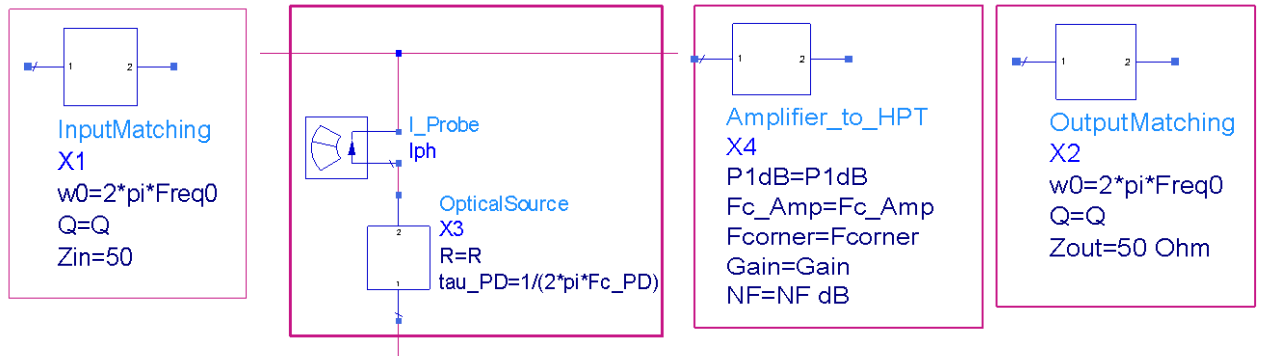 1 2
InputMatching
X1
w0=2*pi*Freq0
Q=Q
Zin=50
I_Probe
Iph
OpticalSource
X3
R=R
tau_PD=1/(2*pi*Fc_PD)
2
1
1 2
Amplifier_to_HPT
X4
P1dB=P1dB
Fc_Amp=Fc_Amp
Fcorner=Fcorner
Gain=Gain
NF=NF dB
1 2
OutputMatching
X2
w0=2*pi*Freq0
Q=Q
Zout=50 Ohm